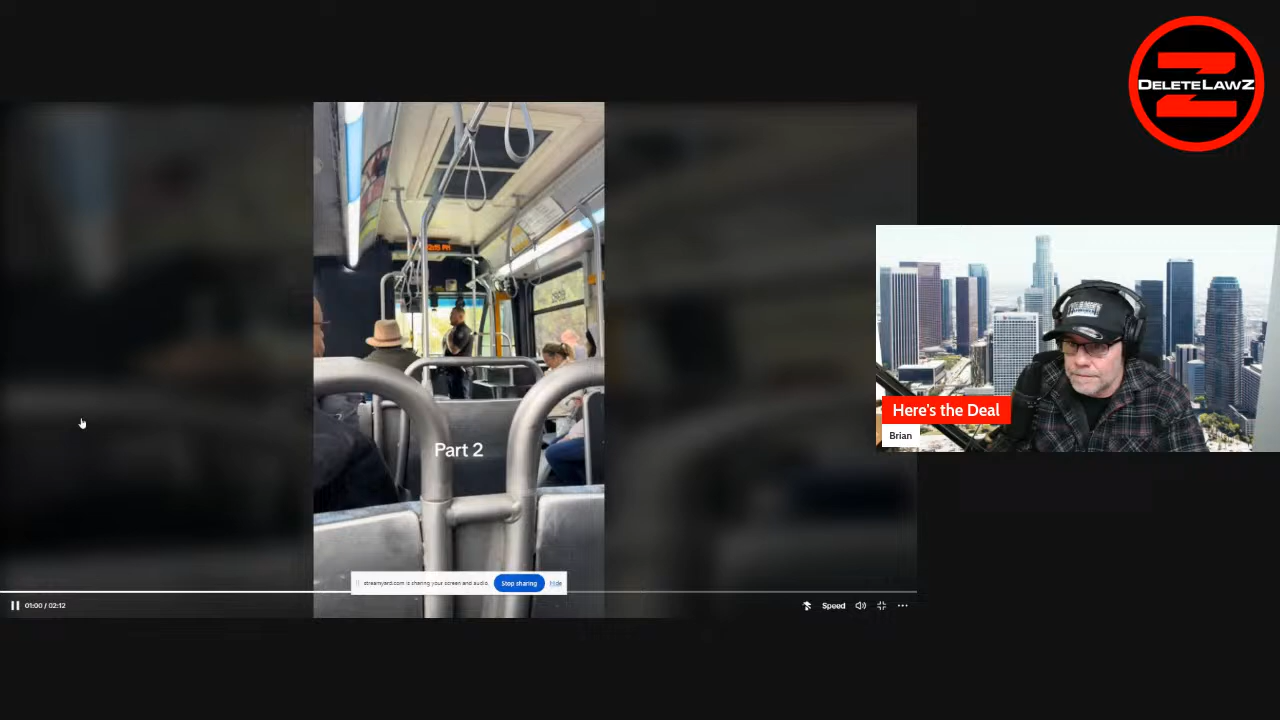 DELETELAWZ
Part 2
Here's the Deal
Brian
streamyard.com is sharing your screen and audio.
Stop sharing
Hide
01:00 / 02:12
Speed